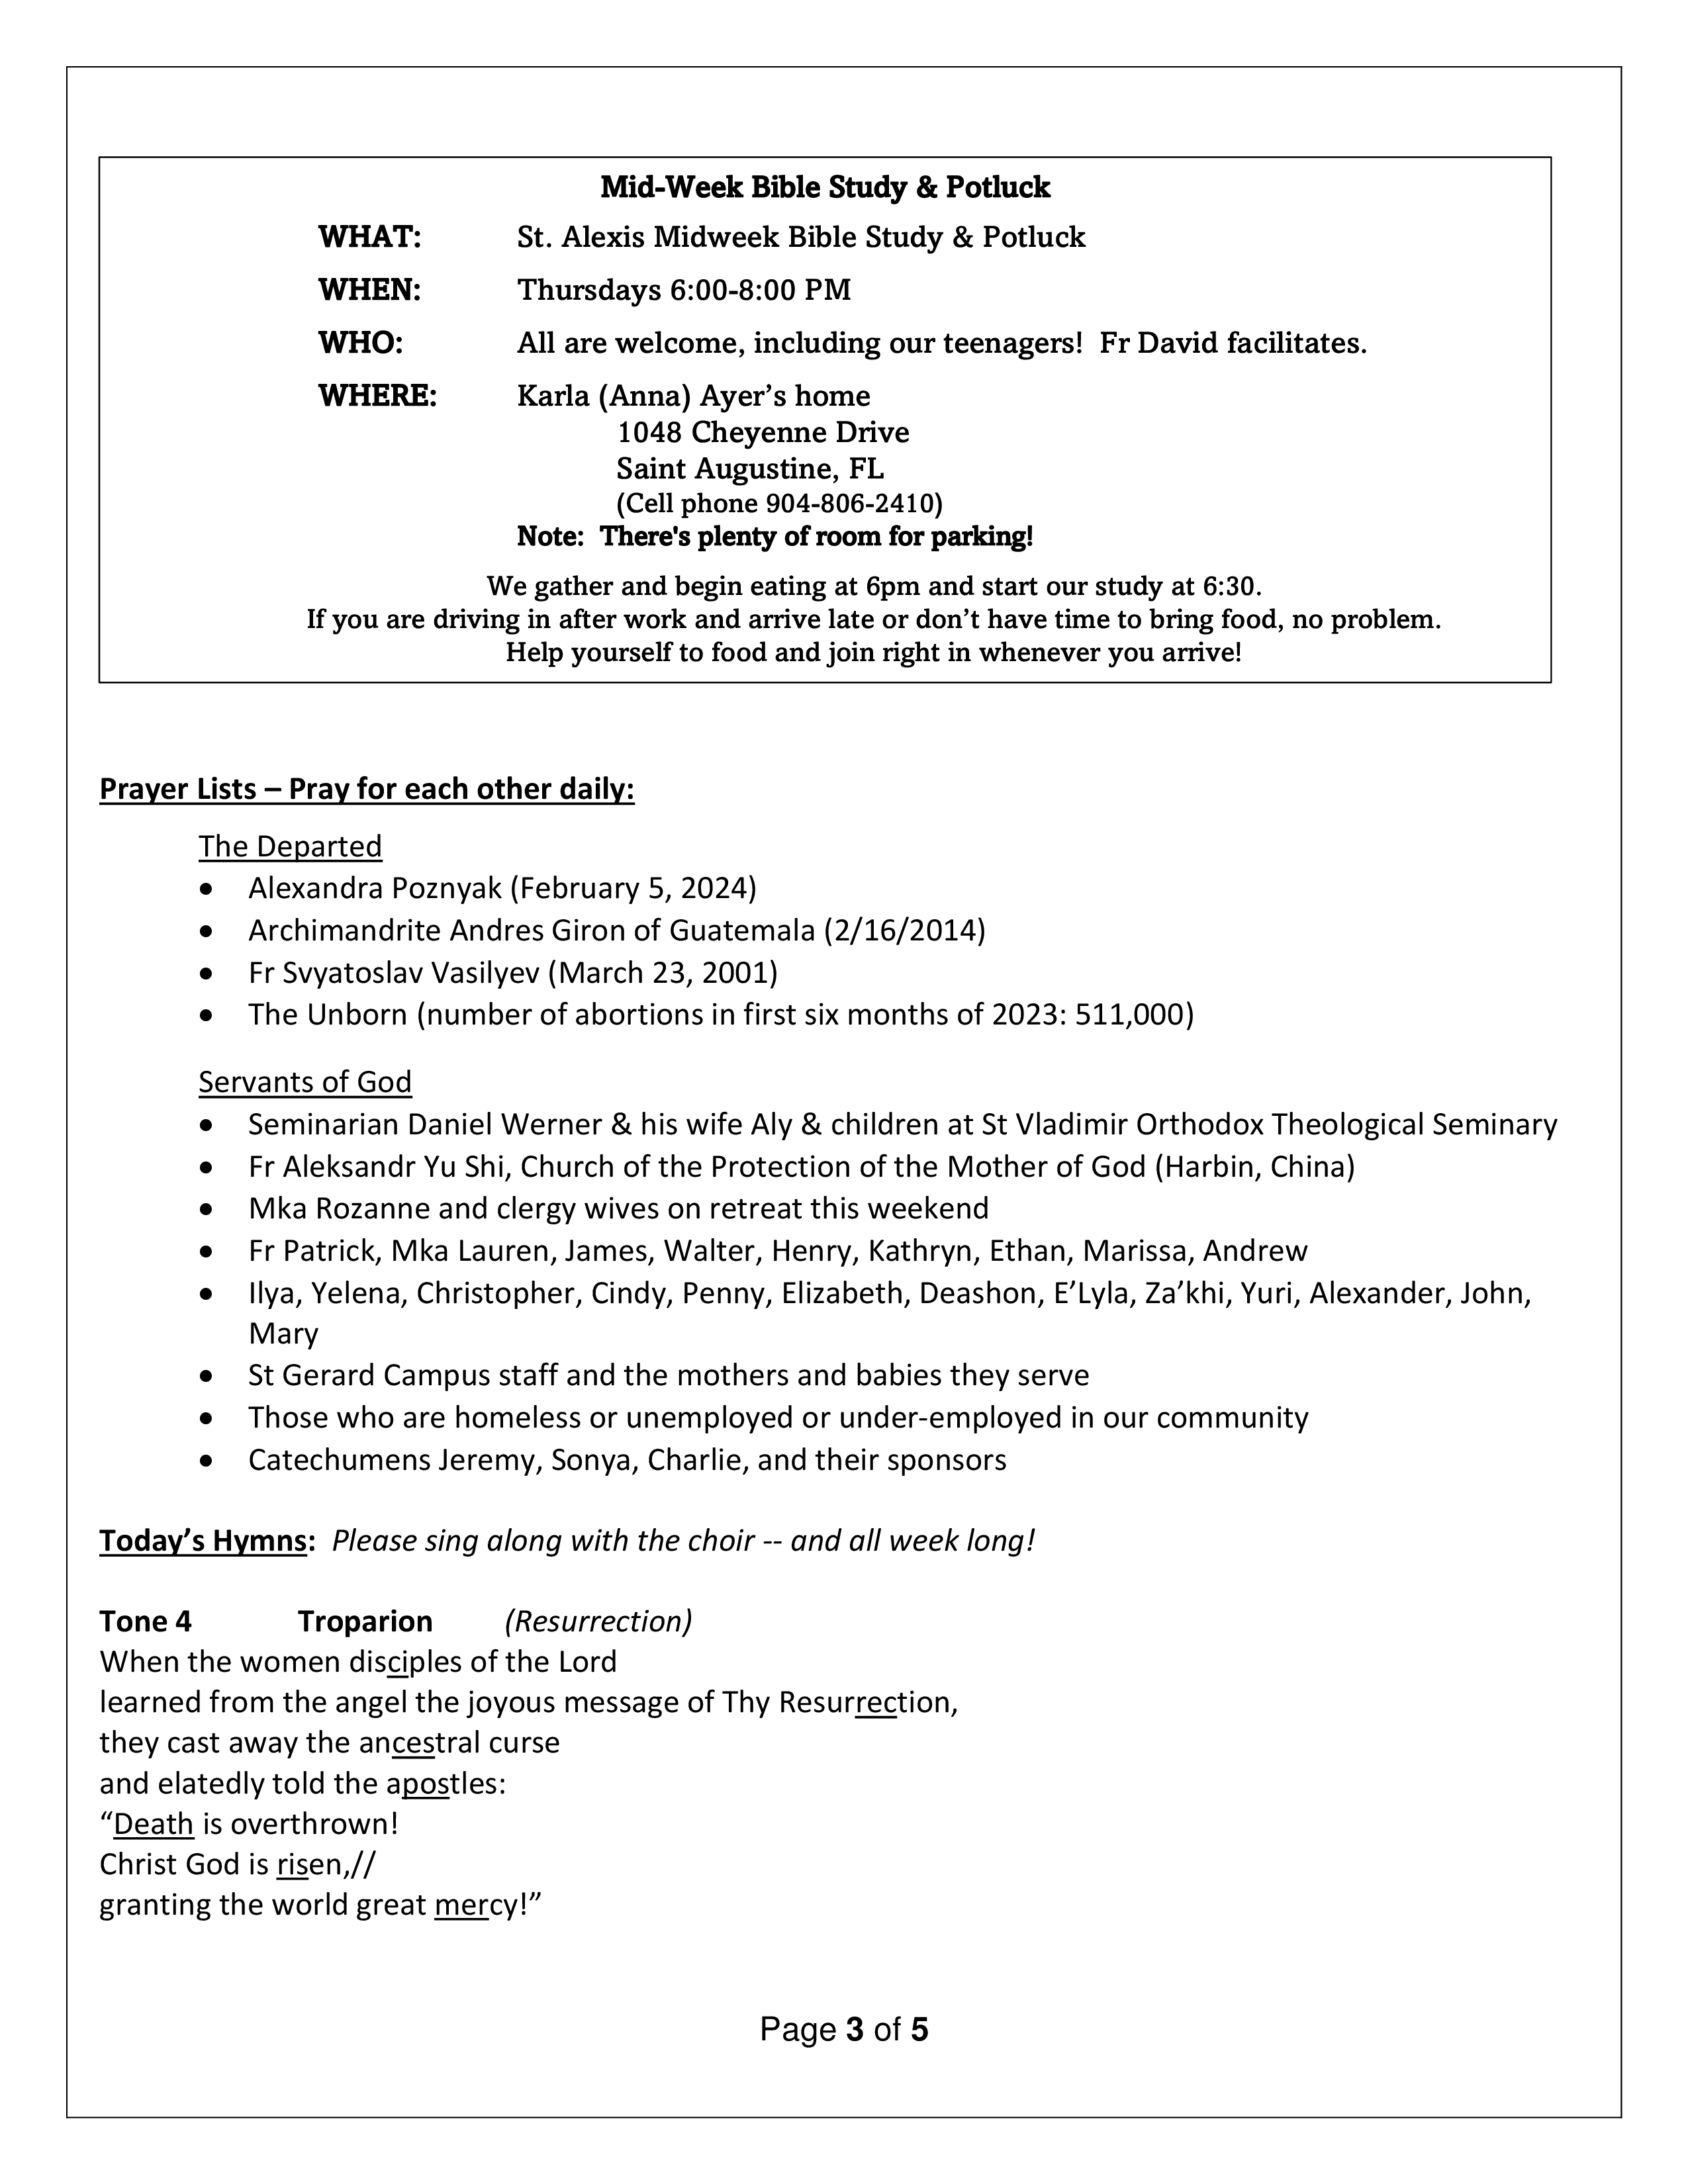 Mid-Week Bible Study & Potluck
WHAT: St. Alexis Midweek Bible Study & Potluck
WHEN: Thursdays 6:00-8:00 PM
WHO: All are welcome, including our teenagers!  Fr David facilitates.
WHERE: Karla (Anna) Ayer’s home
1048 Cheyenne Drive
Saint Augustine, FL
(Cell phone 904-806-2410)
Note:  There's plenty of room for parking!
We gather and begin eating at 6pm and start our study at 6:30.
If you are driving in after work and arrive late or don’t have time to bring food, no problem.
Help yourself to food and join right in whenever you arrive!
Prayer Lists – Pray for each other daily:
The Departed
• Alexandra Poznyak (February 5, 2024)
• Archimandrite Andres Giron of Guatemala (2/16/2014)
• Fr Svyatoslav Vasilyev (March 23, 2001)
• The Unborn (number of abortions in first six months of 2023: 511,000)
Servants of God
• Seminarian Daniel Werner & his wife Aly & children at St Vladimir Orthodox Theological Seminary
• Fr Aleksandr Yu Shi, Church of the Protection of the Mother of God (Harbin, China)
• Mka Rozanne and clergy wives on retreat this weekend
• Fr Patrick, Mka Lauren, James, Walter, Henry, Kathryn, Ethan, Marissa, Andrew
• Ilya, Yelena, Christopher, Cindy, Penny, Elizabeth, Deashon, E’Lyla, Za’khi, Yuri, Alexander, John,
Mary
• St Gerard Campus staff and the mothers and babies they serve
• Those who are homeless or unemployed or under-employed in our community
• Catechumens Jeremy, Sonya, Charlie, and their sponsors
Today’s Hymns:  Please sing along with the choir -- and all week long!
Tone 4 Troparion (Resurrection)
When the women disciples of the Lord
learned from the angel the joyous message of Thy Resurrection,
they cast away the ancestral curse
and elatedly told the apostles:
“Death is overthrown!
Christ God is risen,//
granting the world great mercy!”
Page 3 of 5